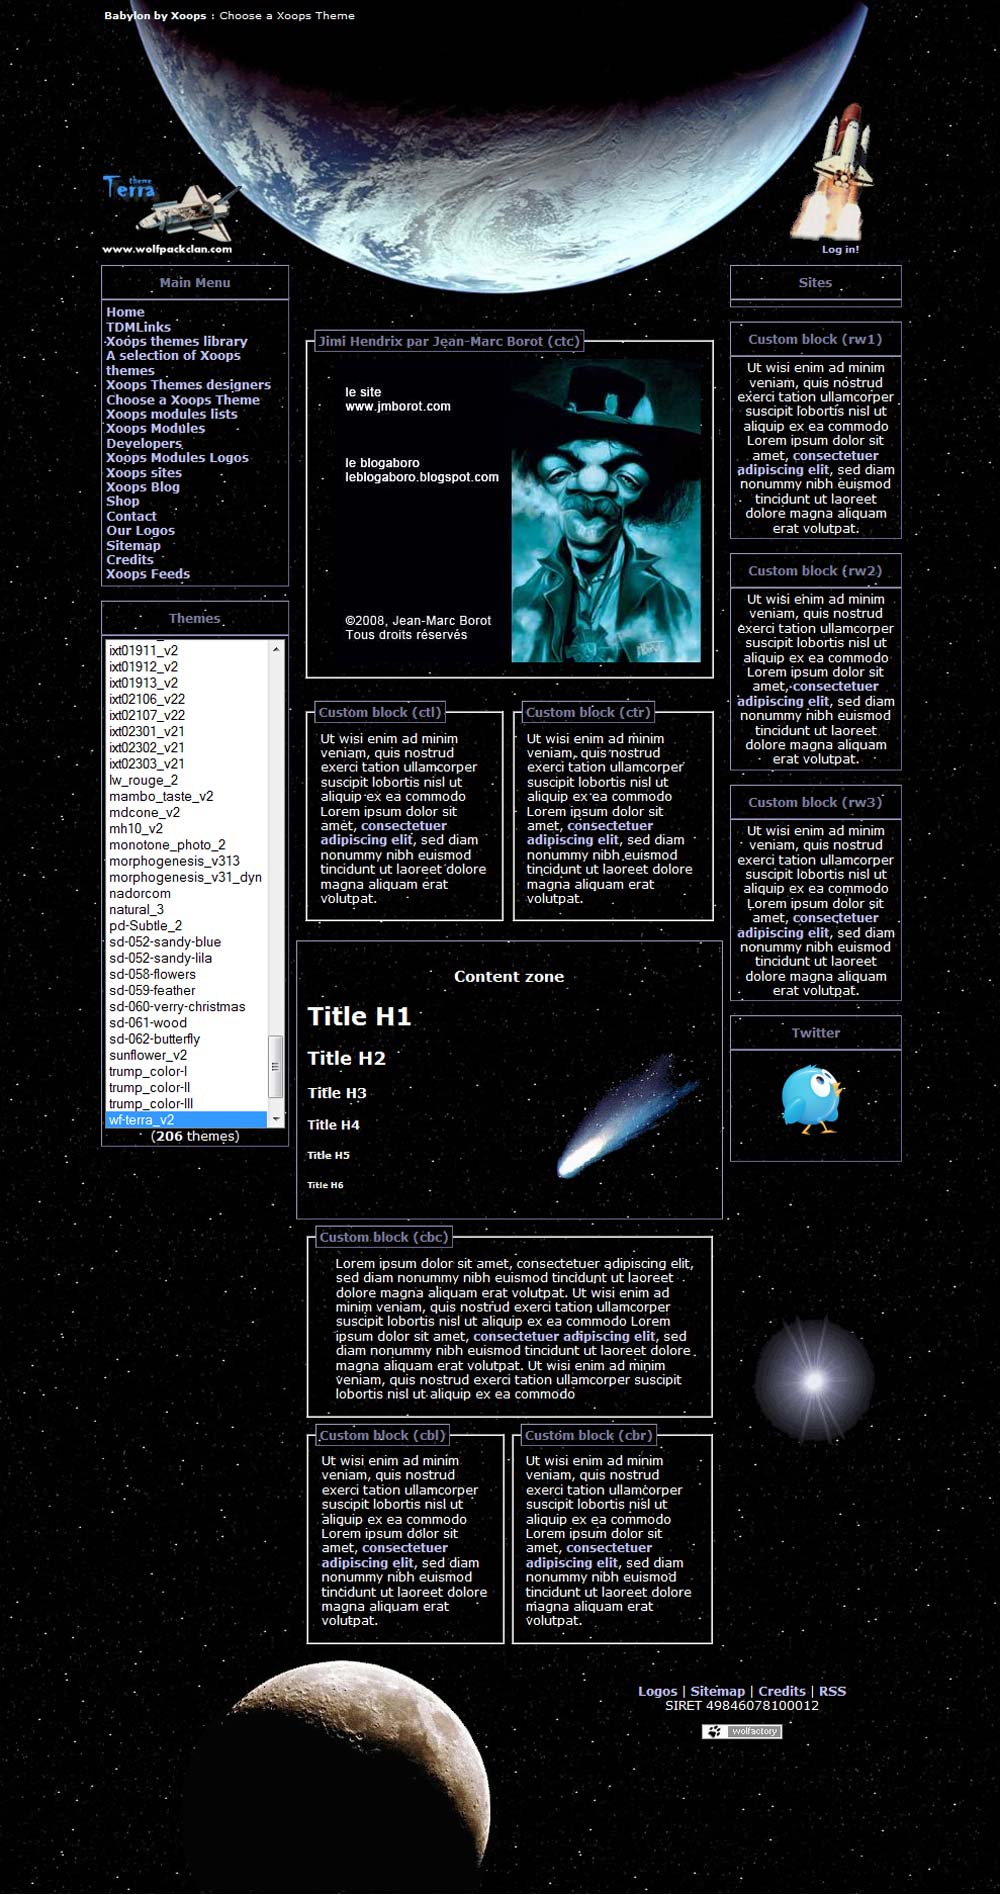 Babylon by Xoops : Choose a Xoops Theme
theme
Terra
www.wolfpackclan.com
Log in!
Main Menu
Home
TDMLinks
Xoops themes library
A selection of Xoops
themes
Xoops Themes designers
Choose a Xoops Theme
Xoops modules lists
Xoops Modules
Developers
Xoops Modules Logos
Xoops sites
Xoops Blog
Shop
Contact
Our Logos
Sitemap
Credits
Xoops Feeds
Themes
ixt01911_v2
ixt01912_v2
ixt01913_v2
ixt02106_v22
ixt02107_v22
ixt02301_v21
ixt02302_v21
ixt02303_v21
lw_rouge_2
mambo_taste_v2
mdcone_v2
mh10_v2
monotone_photo_2
morphogenesis_v313
morphogenesis_v31_dyn
nadorcom
natural_3
pd-Subtle_2
sd-052-sandy-blue
sd-052-sandy-lila
sd-058-flowers
sd-059-feather
sd-060-verry-christmas
sd-061-wood
sd-062-butterfly
sunflower_v2
trump_color-I
trump_color-II
trump_color-III
wf-terra_v2
(206 themes)
Jimi Hendrix par Jean-Marc Borot (ctc)
le site
www.jmborot.com
le blogaboro
leblogaboro.blogspot.com
©2008, Jean-Marc Borot
Tous droits réservés
Custom block (ctl)
Ut wisi enim ad minim
veniam, quis nostrud
exerci tation ullamcorper
suscipit lobortis nisl ut
aliquip ex ea commodo
Lorem ipsum dolor sit
amet, consectetuer
adipiscing elit, sed diam
nonummy nibh euismod
tincidunt ut laoreet dolore
magna aliquam erat
volutpat.
Custom block (ctr)
Ut wisi enim ad minim
veniam, quis nostrud
exerci tation ullamcorper
suscipit lobortis nisl ut
aliquip ex ea commodo
Lorem ipsum dolor sit
amet, consectetuer
adipiscing elit, sed diam
nonummy nibh euismod
tincidunt ut laoreet dolore
magna aliquam erat
volutpat.
Content zone
Title H1
Title H2
Title H3
Title H4
Title H5
Title H6
Custom block (cbc)
Lorem ipsum dolor sit amet, consectetuer adipiscing elit,
sed diam nonummy nibh euismod tincidunt ut laoreet
dolore magna aliquam erat volutpat. Ut wisi enim ad
minim veniam, quis nostrud exerci tation ullamcorper
suscipit lobortis nisl ut aliquip ex ea commodo Lorem
ipsum dolor sit amet, consectetuer adipiscing elit, sed
diam nonummy nibh euismod tincidunt ut laoreet dolore
magna aliquam erat volutpat. Ut wisi enim ad minim
veniam, quis nostrud exerci tation ullamcorper suscipit
lobortis nisl ut aliquip ex ea commodo
Custom block (cbl)
Ut wisi enim ad minim
veniam, quis nostrud
exerci tation ullamcorper
suscipit lobortis nisl ut
aliquip ex ea commodo
Lorem ipsum dolor sit
amet, consectetuer
adipiscing elit, sed diam
nonummy nibh euismod
tincidunt ut laoreet dolore
magna aliquam erat
volutpat.
Custom block (cbr)
Ut wisi enim ad minim
veniam, quis nostrud
exerci tation ullamcorper
suscipit lobortis nisl ut
aliquip ex ea commodo
Lorem ipsum dolor sit
amet, consectetuer
adipiscing elit, sed diam
nonummy nibh euismod
tincidunt ut laoreet dolore
magna aliquam erat
volutpat.
Sites
Custom block (rw1)
Ut wisi enim ad minim
veniam, quis nostrud
exerci tation ullamcorper
suscipit lobortis nisl ut
aliquip ex ea commodo
Lorem ipsum dolor sit
amet, consectetuer
adipiscing elit, sed diam
nonummy nibh euismod
tincidunt ut laoreet
dolore magna aliquam
erat volutpat.
Custom block (rw2)
Ut wisi enim ad minim
veniam, quis nostrud
exerci tation ullamcorper
suscipit lobortis nisl ut
aliquip ex ea commodo
Lorem ipsum dolor sit
amet, consectetuer
adipiscing elit, sed diam
nonummy nibh euismod
tincidunt ut laoreet
dolore magna aliquam
erat volutpat.
Custom block (rw3)
Ut wisi enim ad minim
veniam, quis nostrud
exerci tation ullamcorper
suscipit lobortis nisl ut
aliquip ex ea commodo
Lorem ipsum dolor sit
amet, consectetuer
adipiscing elit, sed diam
nonummy nibh euismod
tincidunt ut laoreet
dolore magna aliquam
erat volutpat.
Twitter
Logos | Sitemap | Credits | RSS
SIRET 49846078100012
wolfactory